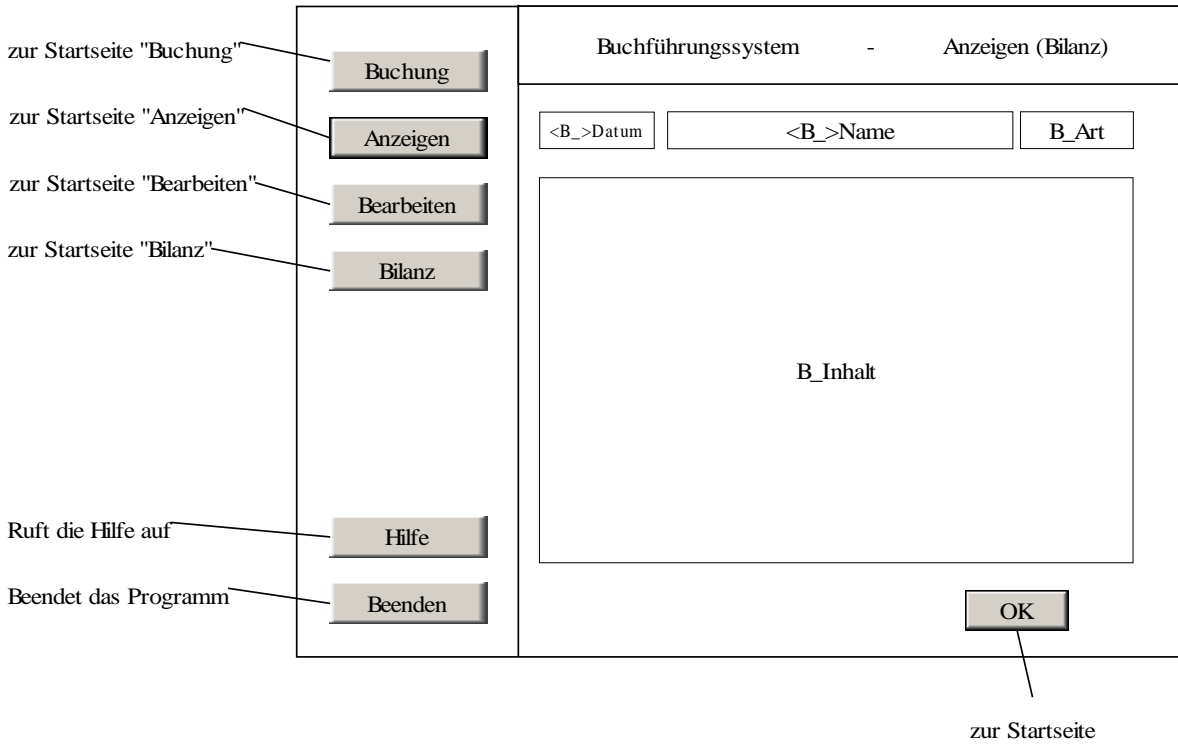 zur Startseite "Buchung"
zur Startseite "Anzeigen"
zur Startseite "Bearbeiten"
zur Startseite "Bilanz"
Ruft die Hilfe auf
Beendet das Programm
Buchung
Anzeigen
Bearbeiten
Bilanz
Hilfe
Beenden
Buchführungssystem - Anzeigen (Bilanz)
<B_>Datum <B_>Name B_Art
B_Inhalt
OK
zur Startseite